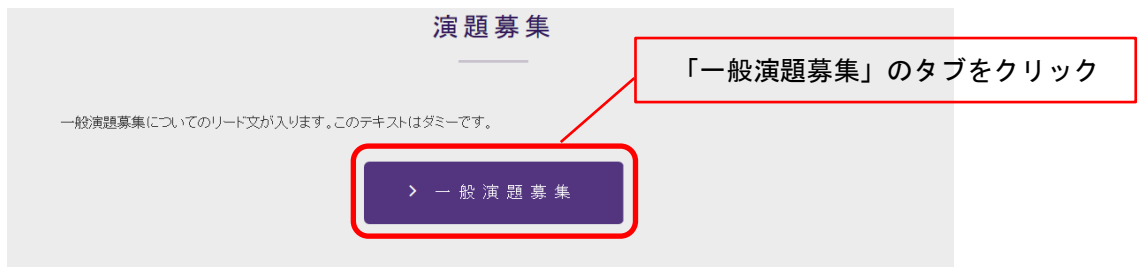 演題募集
「一般演題募集」のタブをクリック
一般演題募集についてのリード文が入ります。このテキストはダミーです。
> 一般演題募集